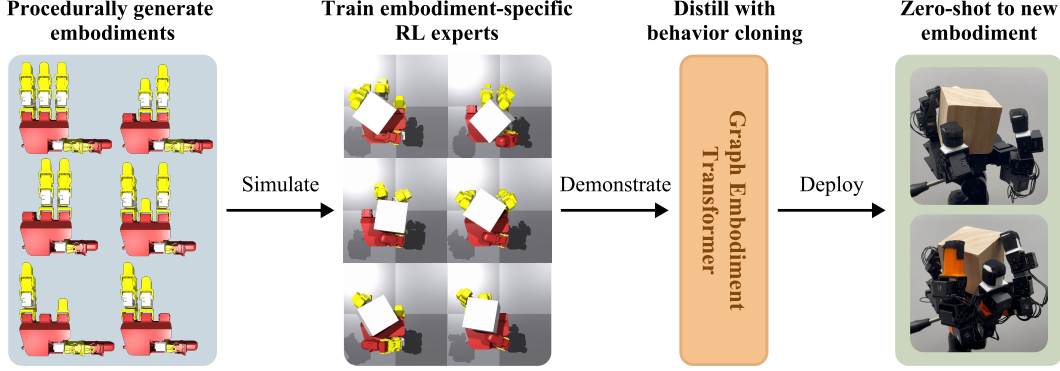 Procedurally generate
embodiments
Train embodiment-specific
RL experts
Distill with
behavior cloning
Zero-shot to new
embodiment
Simulate
Demonstrate
Graph Embodiment
Transformer
Deploy